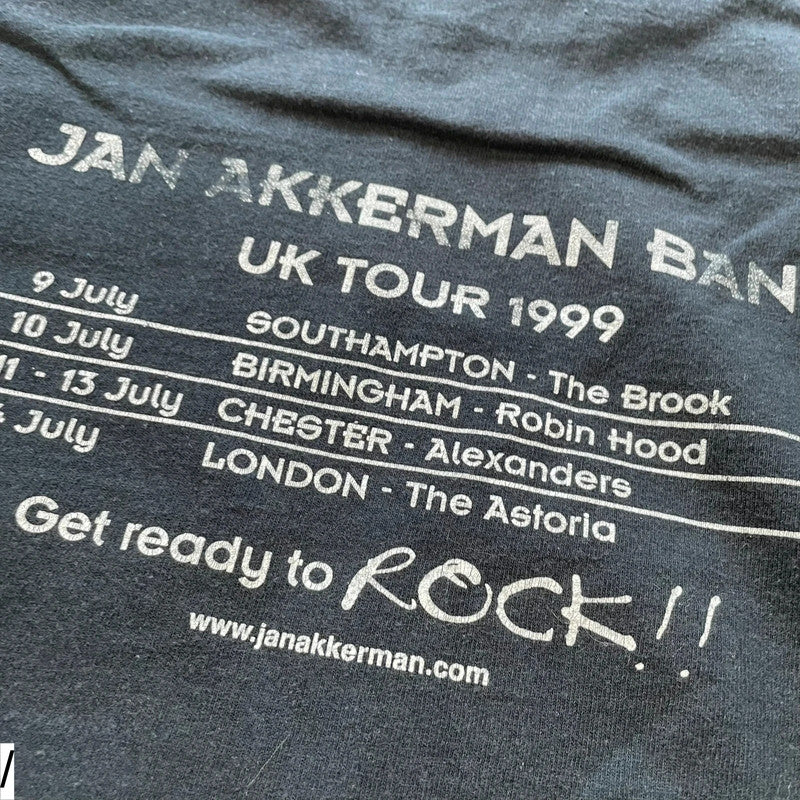 JAN AKKERMAN BAN
UK TOUR 1999
9 July SOUTHAMPTON - The Brook
10 July BIRMINGHAM - Robin Hood
11 - 13 July CHESTER - Alexanders
July LONDON - The Astoria
Get ready to ROCK!!
www.janakkerman.com
/